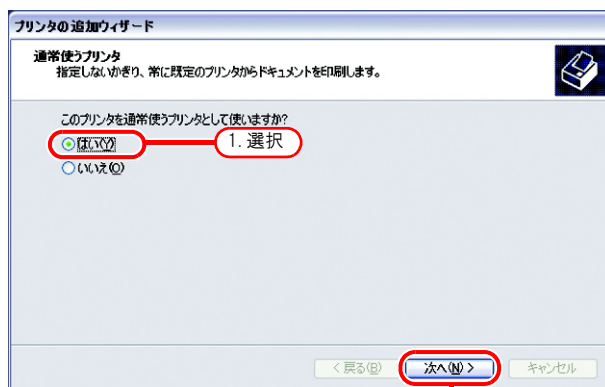 プリンタの追加ウィザード
通常使うプリンタ
指定しないかぎり、常に既定のプリンタからドキュメントを印刷します。
このプリンタを通常使うプリンタとして使いますか?
はい(Y)
1. 選択
いいえ(O)
< 戻る(B)
次へ(N) >
キャンセル